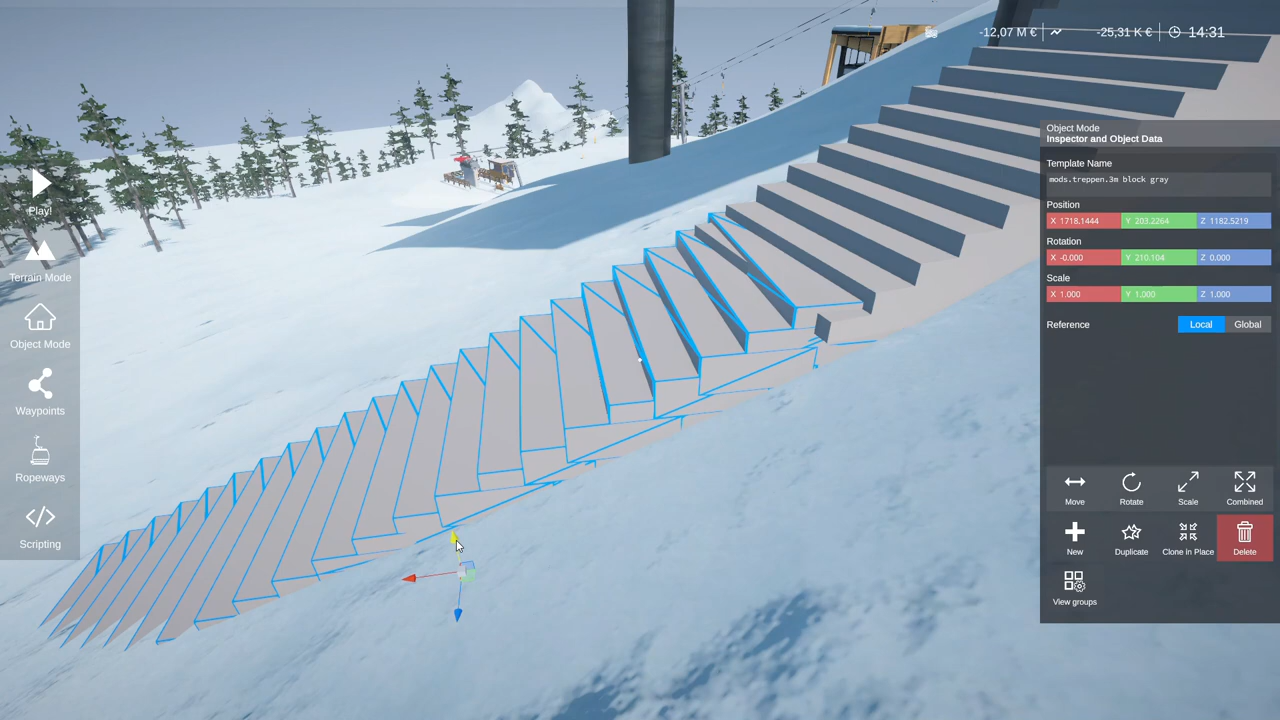 -12,07 M €
-25,31 K €
14:31
Play!
Terrain Mode
Object Mode
Waypoints
Ropeways
Scripting
Object Mode
Inspector and Object Data
Template Name
mods.treppen.3m block gray
Position
X 1718.1444 Y 203.2264 Z 1182.5219
Rotation
X -0.000 Y 210.104 Z 0.000
Scale
X 1.000 Y 1.000 Z 1.000
Reference Local Global
Move Rotate Scale Combined
New Duplicate Clone in Place Delete
View groups